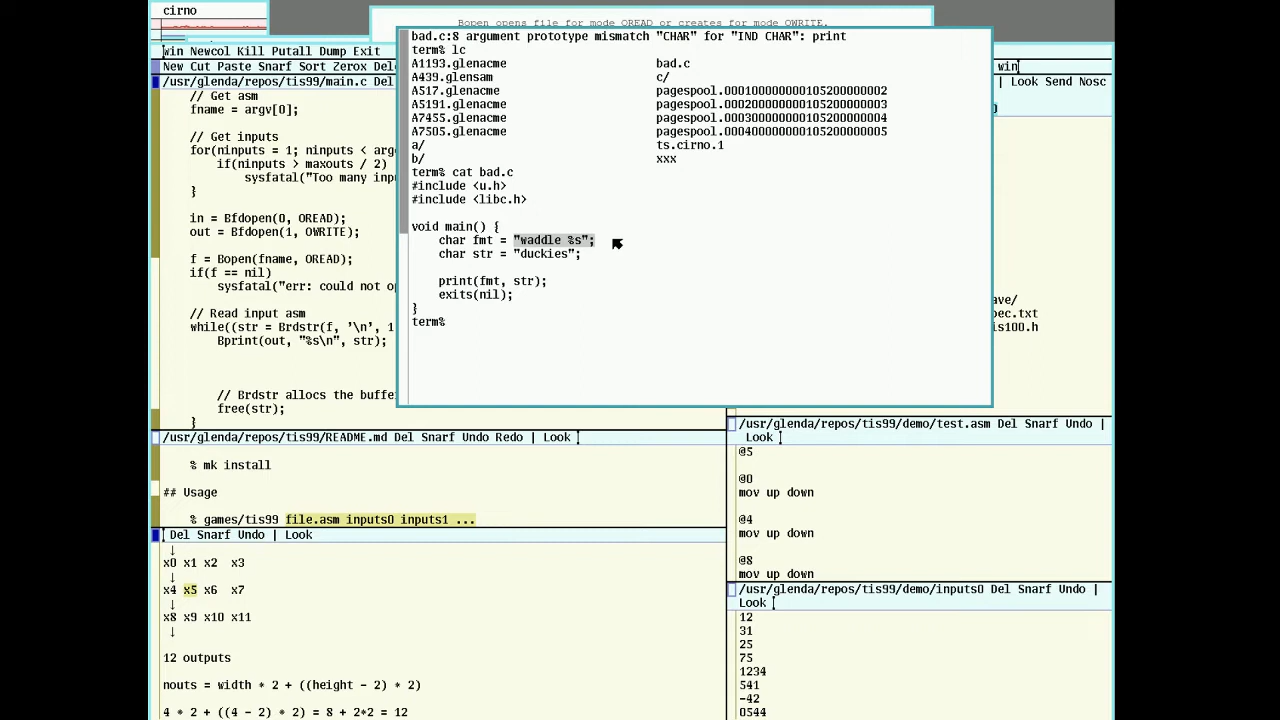 cirno
Bopen opens file for mode OREAD or creates for mode OWRITE.
win Newcol Kill Putall Dump Exit
New Cut Paste Snarf Sort Zerox Del
/usr/glenda/repos/tis99/main.c Del
// Get asm
fname = argv[0];
// Get inputs
for(ninputs = 1; ninputs < arg
if(ninputs > maxouts / 2)
sysfatal("Too many inpu
}
in = Bfdopen(0, OREAD);
out = Bfdopen(1, OWRITE);
f = Bopen(fname, OREAD);
if(f == nil)
sysfatal("err: could not op
// Read input asm
while((str = Brdstr(f, '\n', 1
Bprint(out, "%s\n", str);
// Brdstr allocs the buffe
free(str);
}
bad.c:8 argument prototype mismatch "CHAR" for "IND CHAR": print
term% lc
A1193.glenacme bad.c
A439.glensam c/
A517.glenacme pagespool.00010000000105200000002
A5191.glenacme pagespool.00020000000105200000003
A7455.glenacme pagespool.00030000000105200000004
A7505.glenacme pagespool.00040000000105200000005
a/ ts.cirno.1
b/ xxx
term% cat bad.c
#include <u.h>
#include <libc.h>
void main() {
char fmt = "waddle %s";
char str = "duckies";
print(fmt, str);
exits(nil);
}
term%
win
| Look Send Nosc
ave/
pec.txt
is100.h
/usr/glenda/repos/tis99/README.md Del Snarf Undo Redo | Look
% mk install
## Usage
% games/tis99 file.asm inputs0 inputs1 ...
Del Snarf Undo | Look
↓
x0 x1 x2 x3
↓
x4 x5 x6 x7
↓
x8 x9 x10 x11
↓
12 outputs
nouts = width * 2 + ((height - 2) * 2)
4 * 2 + ((4 - 2) * 2) = 8 + 2*2 = 12
/usr/glenda/repos/tis99/demo/test.asm Del Snarf Undo |
Look
@5
@0
mov up down
@4
mov up down
@8
mov up down
/usr/glenda/repos/tis99/demo/inputs0 Del Snarf Undo |
Look
12
31
25
75
1234
541
-42
0544